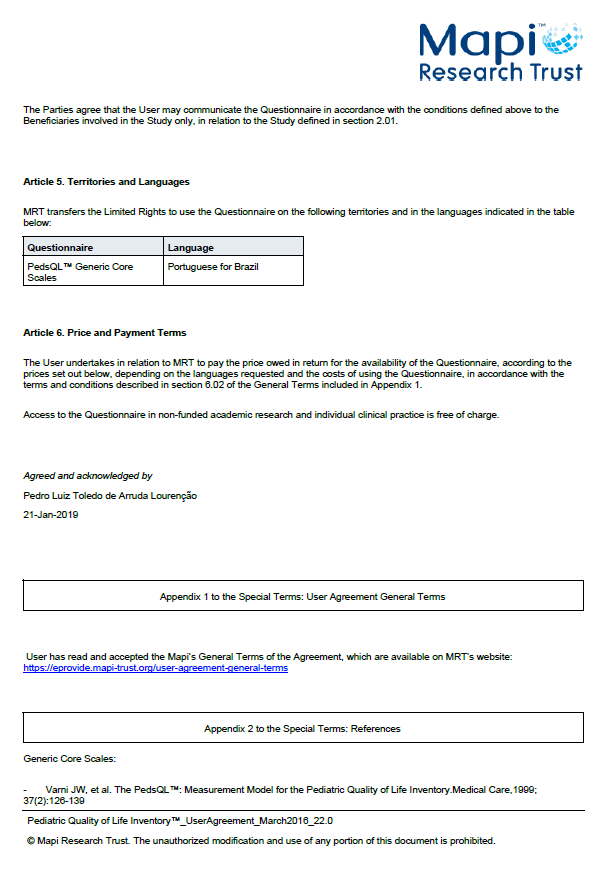 Mapi™
Research Trust
The Parties agree that the User may communicate the Questionnaire in accordance with the conditions defined above to the
Beneficiaries involved in the Study only, in relation to the Study defined in section 2.01.
Article 5. Territories and Languages
MRT transfers the Limited Rights to use the Questionnaire on the following territories and in the languages indicated in the table
below:
Questionnaire Language
PedsQL™ Generic Core Portuguese for Brazil
Scales
Article 6. Price and Payment Terms
The User undertakes in relation to MRT to pay the price owed in return for the availability of the Questionnaire, according to the
prices set out below, depending on the languages requested and the costs of using the Questionnaire, in accordance with the
terms and conditions described in section 6.02 of the General Terms included in Appendix 1.
Access to the Questionnaire in non-funded academic research and individual clinical practice is free of charge.
Agreed and acknowledged by
Pedro Luiz Toledo de Arruda Lourenção
21-Jan-2019
Appendix 1 to the Special Terms: User Agreement General Terms
User has read and accepted the Mapi's General Terms of the Agreement, which are available on MRT's website:
https://eprovide.mapi-trust.org/user-agreement-general-terms
Appendix 2 to the Special Terms: References
Generic Core Scales:
- Varni JW, et al. The PedsQL™: Measurement Model for the Pediatric Quality of Life Inventory.Medical Care,1999;
37(2):126-139
Pediatric Quality of Life Inventory™_UserAgreement_March2016_22.0
© Mapi Research Trust. The unauthorized modification and use of any portion of this document is prohibited.